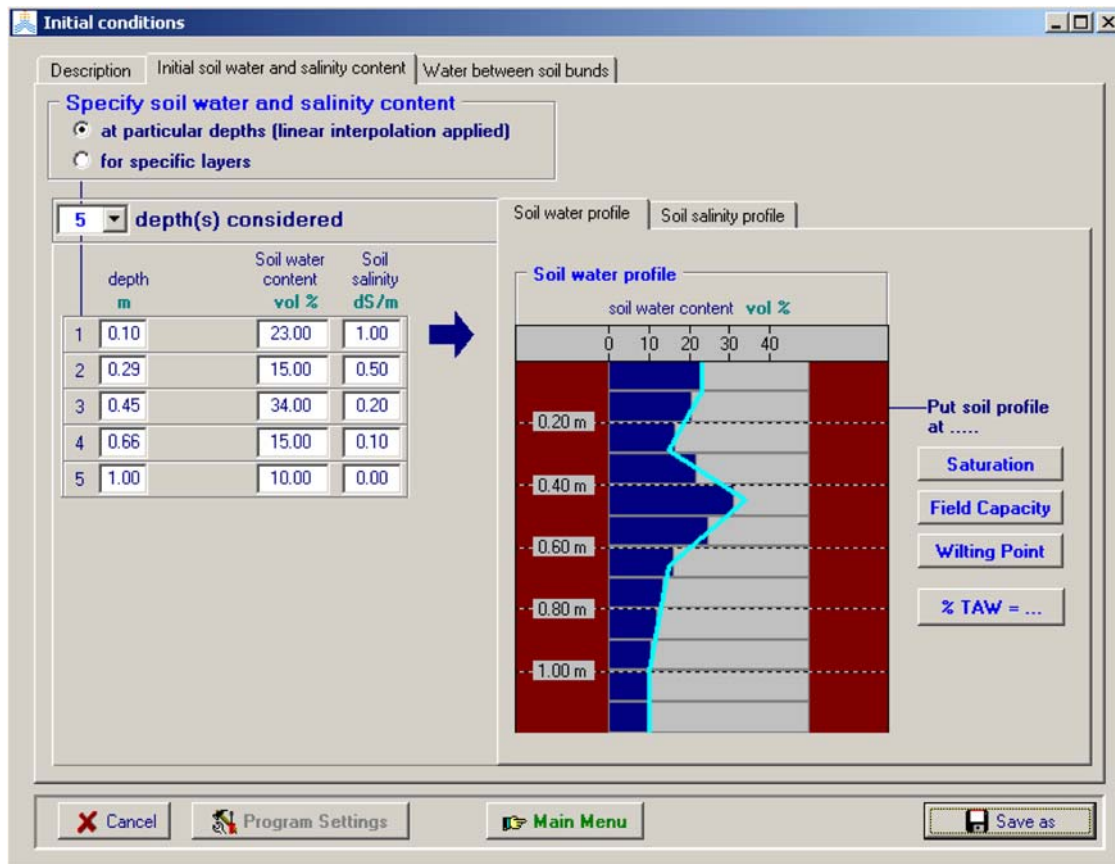 Initial conditions
Description Initial soil water and salinity content Water between soil bunds
Specify soil water and salinity content
at particular depths (linear interpolation applied)
for specific layers
5 depth(s) considered
Soil water profile Soil salinity profile
depth Soil water content Soil salinity
m vol % dS/m
1 0.10 23.00 1.00
2 0.29 15.00 0.50
3 0.45 34.00 0.20
4 0.66 15.00 0.10
5 1.00 10.00 0.00
Soil water profile
soil water content vol %
0 10 20 30 40
0.20 m
0.40 m
0.60 m
0.80 m
1.00 m
Put soil profile
at .....
Saturation
Field Capacity
Wilting Point
% TAW = ...
Cancel Program Settings Main Menu Save as